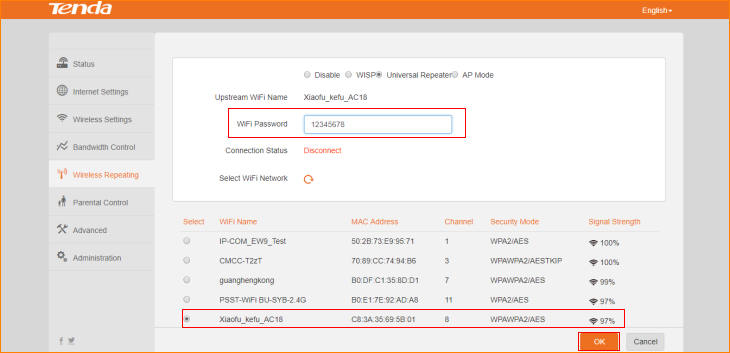 Tenda
English
Status
Internet Settings
Wireless Settings
Bandwidth Control
Wireless Repeating
Parental Control
Advanced
Administration
Disable WISP Universal Repeater AP Mode
Upstream WiFi Name Xiaofu_kefu_AC18
WiFi Password 12345678
Connection Status Disconnect
Select WiFi Network
Select WiFi Name MAC Address Channel Security Mode Signal Strength
IP-COM_EW9_Test 50:2B:73:E9:95:71 1 WPA2/AES 100%
CMCC-T2zT 70:89:CC:74:94:B6 3 WPAWPA2/AESTKIP 100%
guanghengkong B0:DF:C1:35:8D:D1 7 WPA2/AES 99%
PSST-WiFi BU-SYB-2.4G B0:E1:7E:92:AD:A8 11 WPA2/AES 97%
Xiaofu_kefu_AC18 C8:3A:35:69:5B:01 8 WPAWPA2/AES 97%
OK Cancel